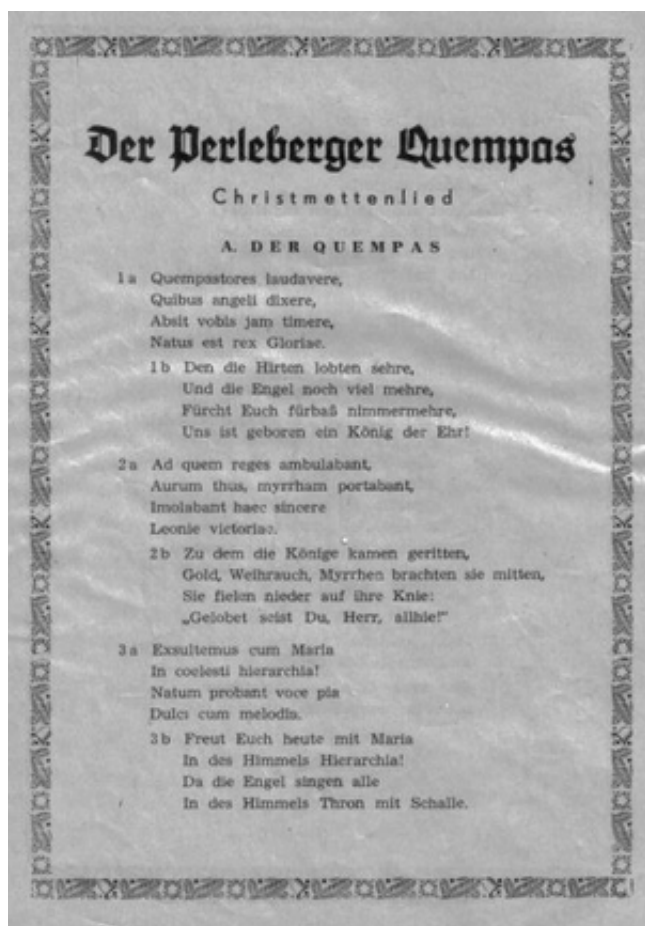 Der Perleberger Quempas
Christmettenlied
A. DER QUEMPAS
1a Quempastores laudavere,
Quibus angeli dixere,
Absit vobis jam timere,
Natus est rex Gloriae.
1b Den die Hirten lobten sehre,
Und die Engel noch viel mehre,
Fürcht Euch fürbaß nimmermehre,
Uns ist geboren ein König der Ehr!
2a Ad quem reges ambulabant,
Aurum thus, myrrham portabant,
Imolabant haec sincere
Leonie victoriae.
2b Zu dem die Könige kamen geritten,
Gold, Weihrauch, Myrrhen brachten sie mitten,
Sie fielen nieder auf ihre Knie:
„Gelobet seist Du, Herr, allhie!“
3a Exsultemus cum Maria
In coelesti hierarchia!
Natum probant voce pia
Dulci cum melodia.
3b Freut Euch heute mit Maria
In des Himmels Hierarchia!
Da die Engel singen alle
In des Himmels Thron mit Schalle.